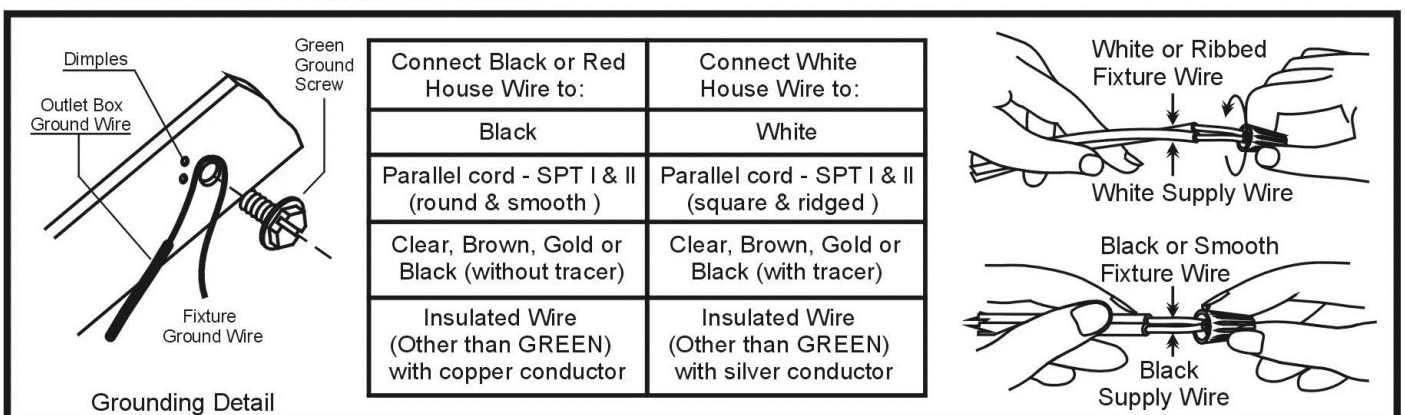 Dimples
Green
Ground
Screw
Outlet Box
Ground Wire
Fixture
Ground Wire
Grounding Detail
Connect Black or Red
House Wire to:
Connect White
House Wire to:
Black
White
Parallel cord - SPT I & II
(round & smooth )
Parallel cord - SPT I & II
(square & ridged )
Clear, Brown, Gold or
Black (without tracer)
Clear, Brown, Gold or
Black (with tracer)
Insulated Wire
(Other than GREEN)
with copper conductor
Insulated Wire
(Other than GREEN)
with silver conductor
White or Ribbed
Fixture Wire
White Supply Wire
Black or Smooth
Fixture Wire
Black
Supply Wire